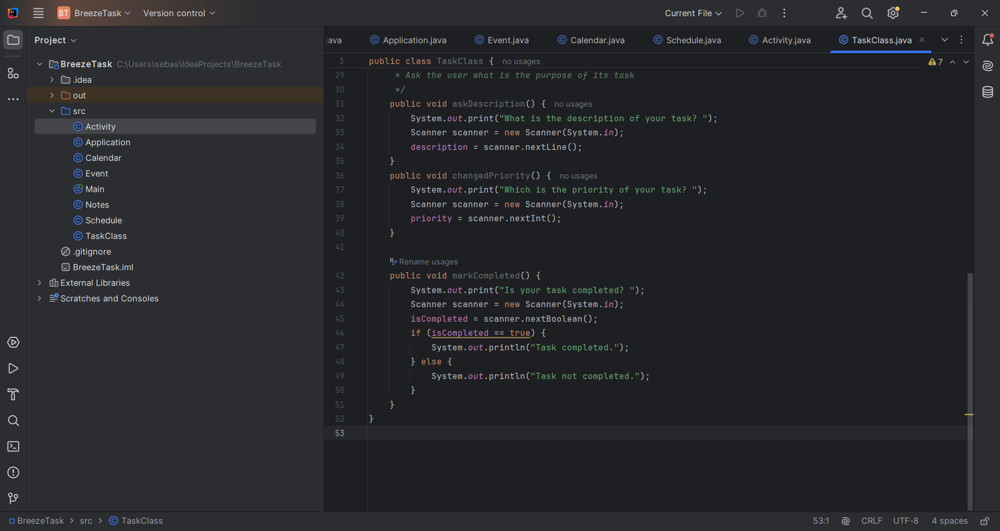 BT BreezeTask Version control Current File
Project
BreezeTask C:\Users\sebas\IdeaProjects\BreezeTask
.idea
out
src
Activity
Application
Calendar
Event
Main
Notes
Schedule
TaskClass
.gitignore
BreezeTask.iml
External Libraries
Scratches and Consoles
java Application.java Event.java Calendar.java Schedule.java Activity.java TaskClass.java
3 public class TaskClass { no usages 7
29 * Ask the user what is the purpose of its task
30 */
31 public void askDescription() { no usages
32 System.out.print("What is the description of your task? ");
33 Scanner scanner = new Scanner(System.in);
34 description = scanner.nextLine();
35 }
36 public void changedPriority() { no usages
37 System.out.print("Which is the priority of your task? ");
38 Scanner scanner = new Scanner(System.in);
39 priority = scanner.nextInt();
40 }
41
Rename usages
42 public void markCompleted() {
43 System.out.print("Is your task completed? ");
44 Scanner scanner = new Scanner(System.in);
45 isCompleted = scanner.nextBoolean();
46 if (isCompleted == true) {
47 System.out.println("Task completed.");
48 } else {
49 System.out.println("Task not completed.");
50 }
51 }
52 }
53
BreezeTask > src > TaskClass 53:1 CRLF UTF-8 4 spaces